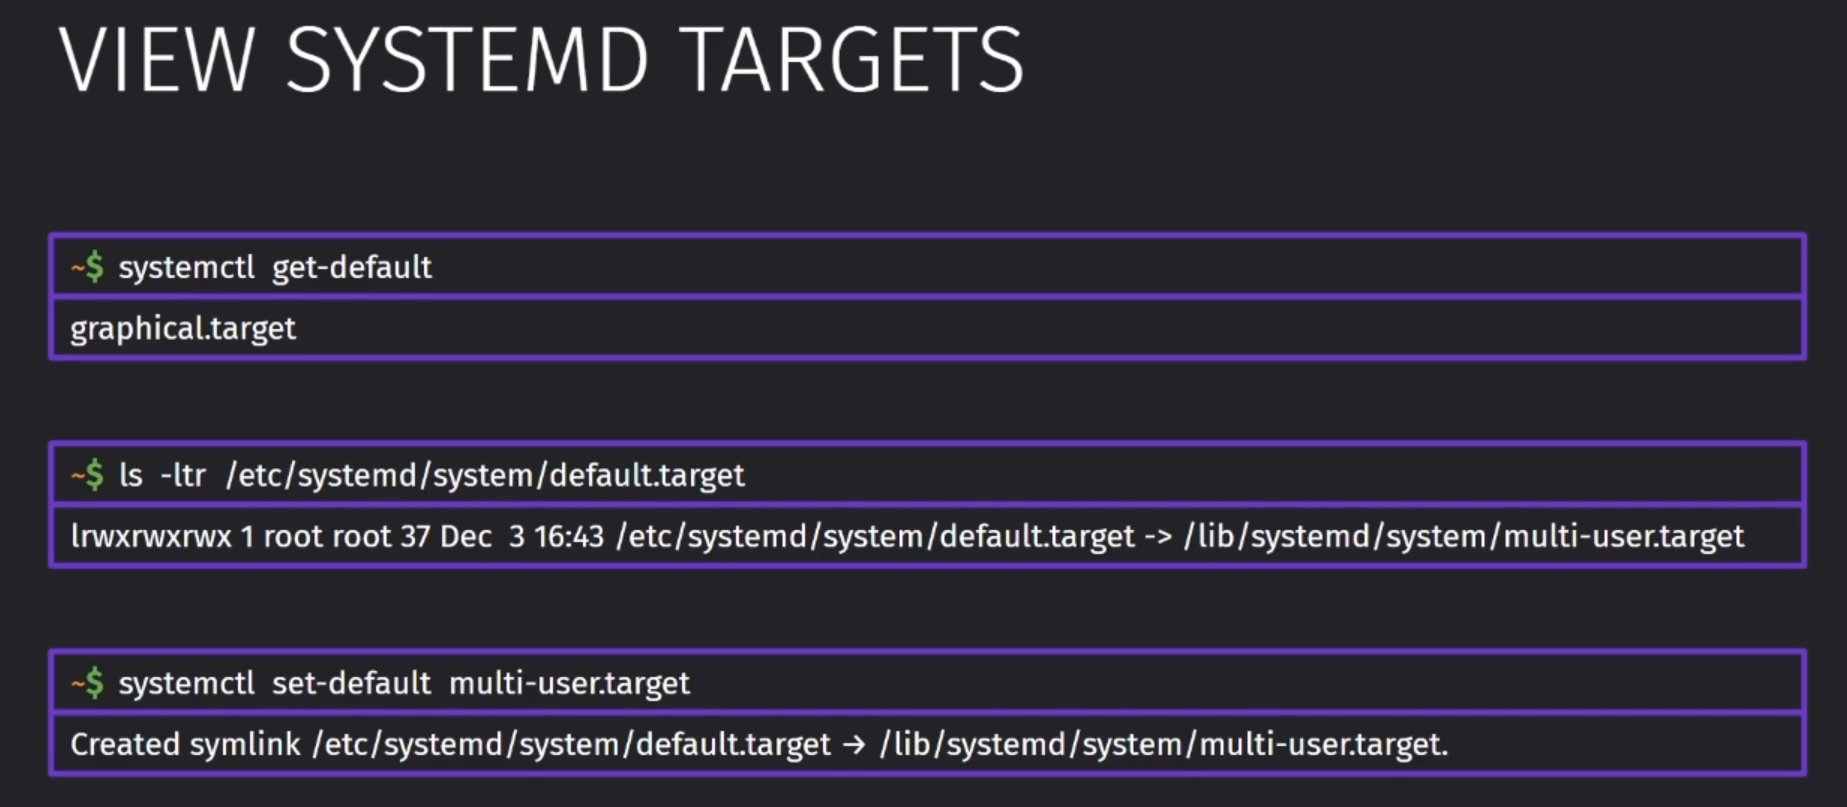 VIEW SYSTEMD TARGETS
~$ systemctl get-default
graphical.target
~$ ls -ltr /etc/systemd/system/default.target
lrwxrwxrwx 1 root root 37 Dec  3 16:43 /etc/systemd/system/default.target -> /lib/systemd/system/multi-user.target
~$ systemctl set-default multi-user.target
Created symlink /etc/systemd/system/default.target → /lib/systemd/system/multi-user.target.